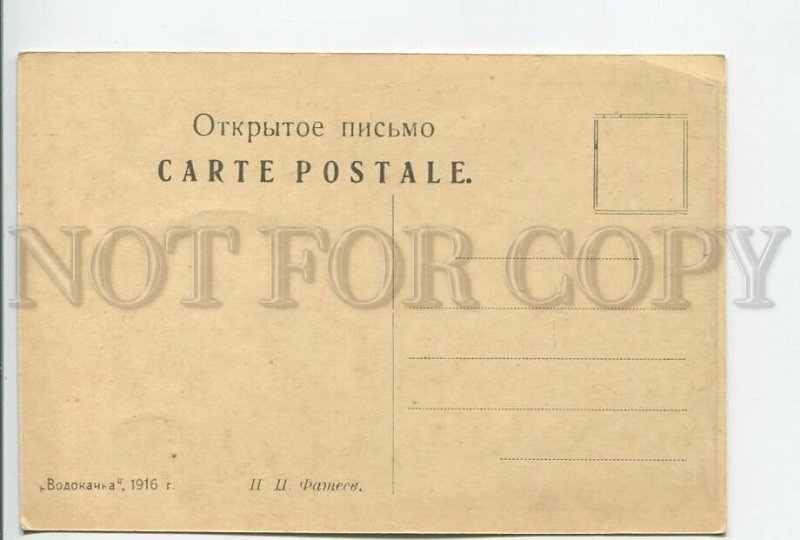 Открытое письмо
CARTE POSTALE.
NOT FOR COPY
„Водокачка“, 1916 г.
П. П. Фатеев.